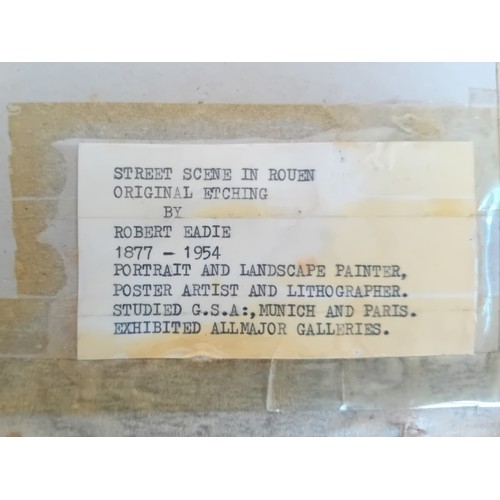 STREET SCENE IN ROUEN
ORIGINAL ETCHING
BY
ROBERT EADIE
1877 - 1954
PORTRAIT AND LANDSCAPE PAINTER,
POSTER ARTIST AND LITHOGRAPHER.
STUDIED G.S.A:,MUNICH AND PARIS.
EXHIBITED ALLMAJOR GALLERIES.